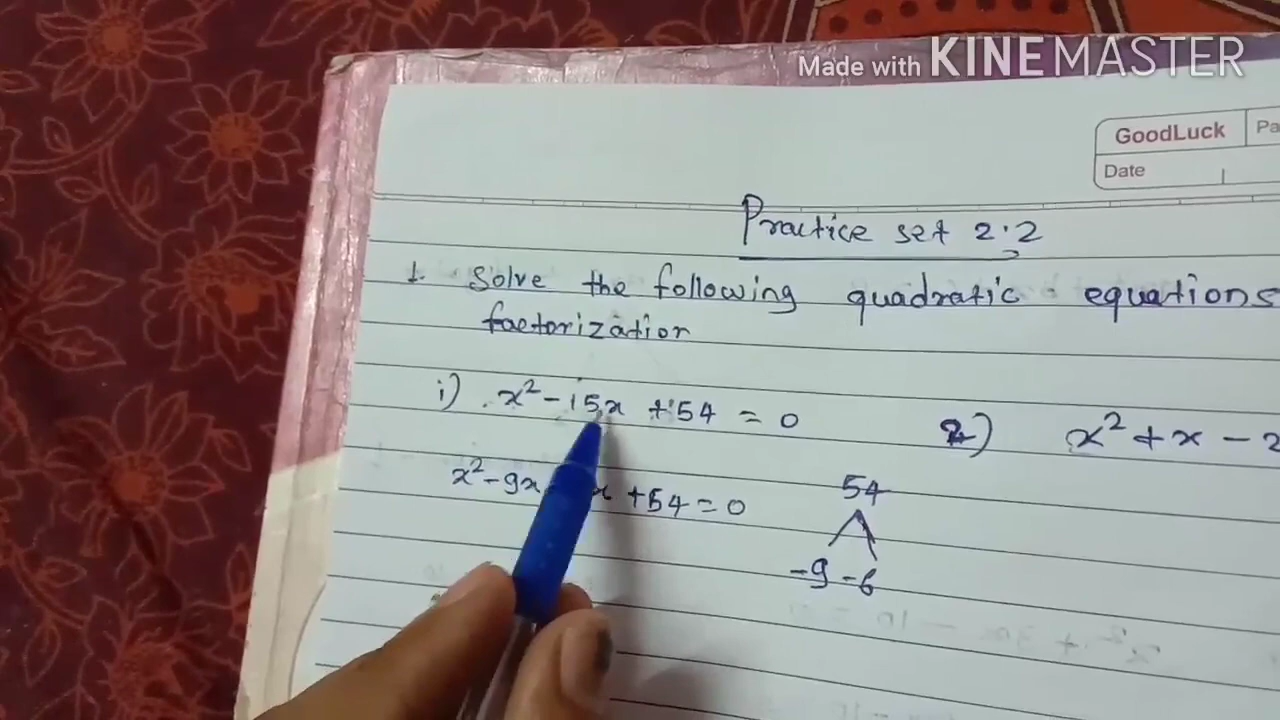 Made with KINEMASTER
GoodLuck
Date
Practice set 2.2
1. Solve the following quadratic equations
factorization
i) x² - 15x + 54 = 0
2) x² + x - 2
x² - 9x x + 54 = 0
54
-9 -6